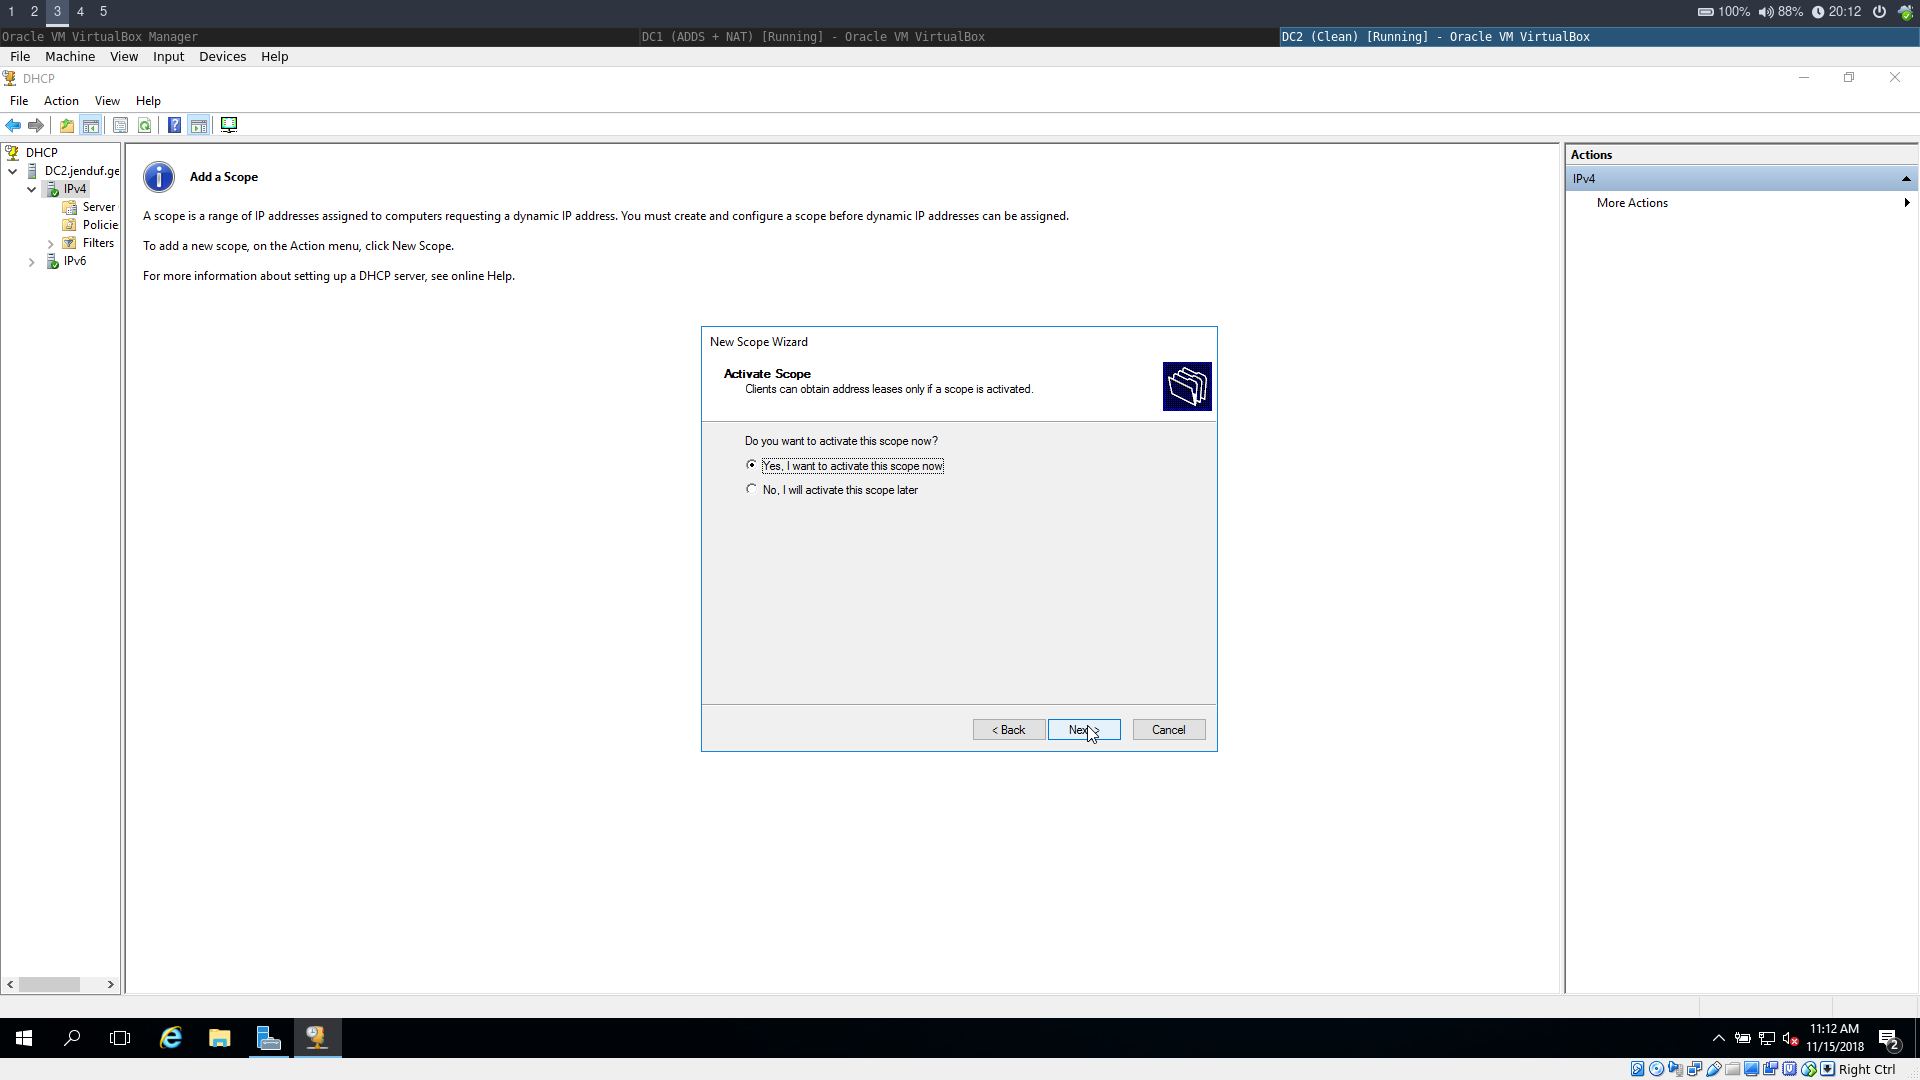 1 2 3 4 5
100% 88% 20:12
Oracle VM VirtualBox Manager
DC1 (ADDS + NAT) [Running] - Oracle VM VirtualBox
DC2 (Clean) [Running] - Oracle VM VirtualBox
File Machine View Input Devices Help
DHCP
File Action View Help
DHCP
DC2.jenduf.ge
IPv4
Server
Policie
Filters
IPv6
Add a Scope
A scope is a range of IP addresses assigned to computers requesting a dynamic IP address. You must create and configure a scope before dynamic IP addresses can be assigned.
To add a new scope, on the Action menu, click New Scope.
For more information about setting up a DHCP server, see online Help.
Actions
IPv4
More Actions
New Scope Wizard
Activate Scope
Clients can obtain address leases only if a scope is activated.
Do you want to activate this scope now?
Yes, I want to activate this scope now
No, I will activate this scope later
< Back
Next >
Cancel
11:12 AM
11/15/2018
2
Right Ctrl